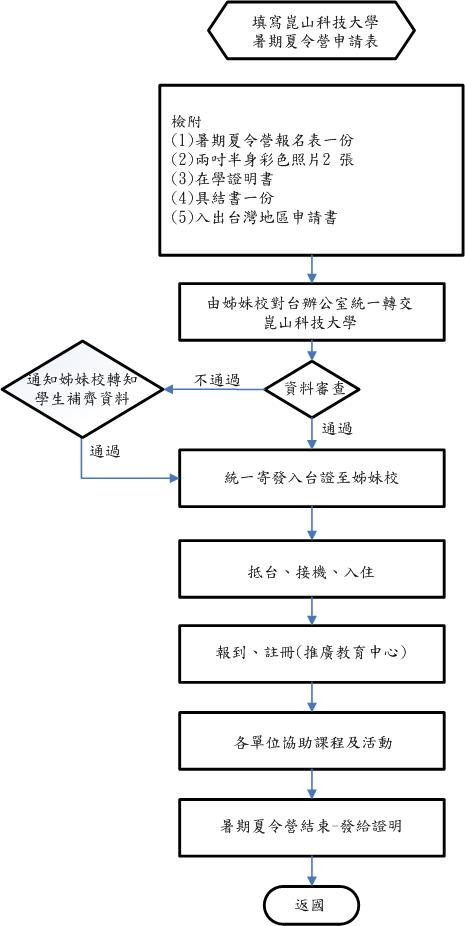 填寫崑山科技大學
暑期夏令營申請表
檢附
(1)暑期夏令營報名表一份
(2)兩吋半身彩色照片2 張
(3)在學證明書
(4)具結書一份
(5)入出台灣地區申請書
由姊妹校對台辦公室統一轉交
崑山科技大學
資料審查
不通過
通知姊妹校轉知
學生補齊資料
通過
通過
統一寄發入台證至姊妹校
抵台、接機、入住
報到、註冊(推廣教育中心)
各單位協助課程及活動
暑期夏令營結束-發給證明
返國